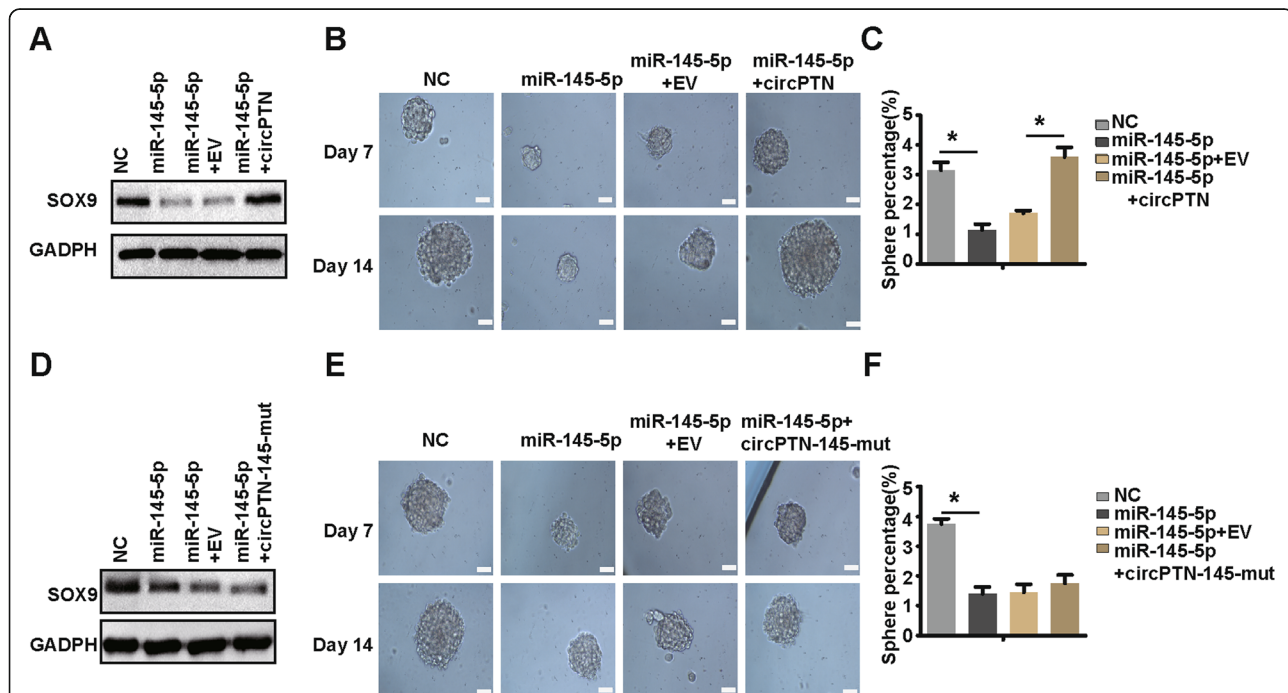 A
NC
miR-145-5p
miR-145-5p
+EV
miR-145-5p
+circPTN
SOX9
GADPH
B
NC
miR-145-5p
miR-145-5p
+EV
miR-145-5p
+circPTN
Day 7
Day 14
C
Sphere percentage(%)
5
4
3
2
1
0
*
*
NC
miR-145-5p
miR-145-5p+EV
miR-145-5p
+circPTN
D
NC
miR-145-5p
miR-145-5p
+EV
miR-145-5p
+circPTN-145-mut
SOX9
GADPH
E
NC
miR-145-5p
miR-145-5p
+EV
miR-145-5p+
circPTN-145-mut
Day 7
Day 14
F
Sphere percentage(%)
5
4
3
2
1
0
*
NC
miR-145-5p
miR-145-5p+EV
miR-145-5p
+circPTN-145-mut